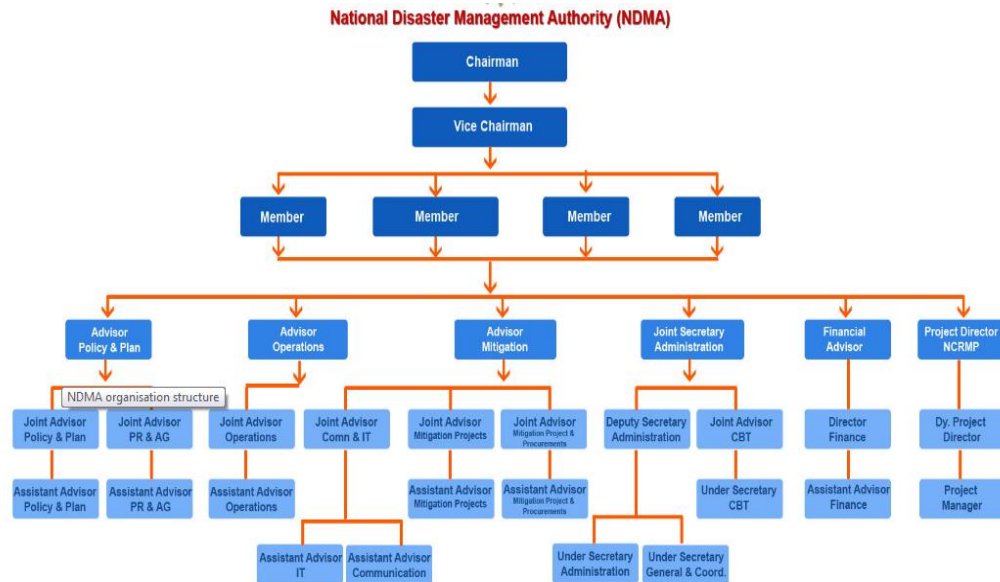 National Disaster Management Authority (NDMA)
Chairman
Vice Chairman
Member
Member
Member
Member
Advisor
Policy & Plan
Advisor
Operations
Advisor
Mitigation
Joint Secretary
Administration
Financial
Advisor
Project Director
NCRMP
NDMA organisation structure
Joint Advisor
Policy & Plan
Joint Advisor
PR & AG
Joint Advisor
Operations
Joint Advisor
Comn & IT
Joint Advisor
Mitigation Projects
Joint Advisor
Mitigation Project &
Procurements
Deputy Secretary
Administration
Joint Advisor
CBT
Director
Finance
Dy. Project
Director
Assistant Advisor
Policy & Plan
Assistant Advisor
PR & AG
Assistant Advisor
Operations
Assistant Advisor
Mitigation Projects
Assistant Advisor
Mitigation Project &
Procurements
Under Secretary
CBT
Assistant Advisor
Finance
Project
Manager
Assistant Advisor
IT
Assistant Advisor
Communication
Under Secretary
Administration
Under Secretary
General & Coord.